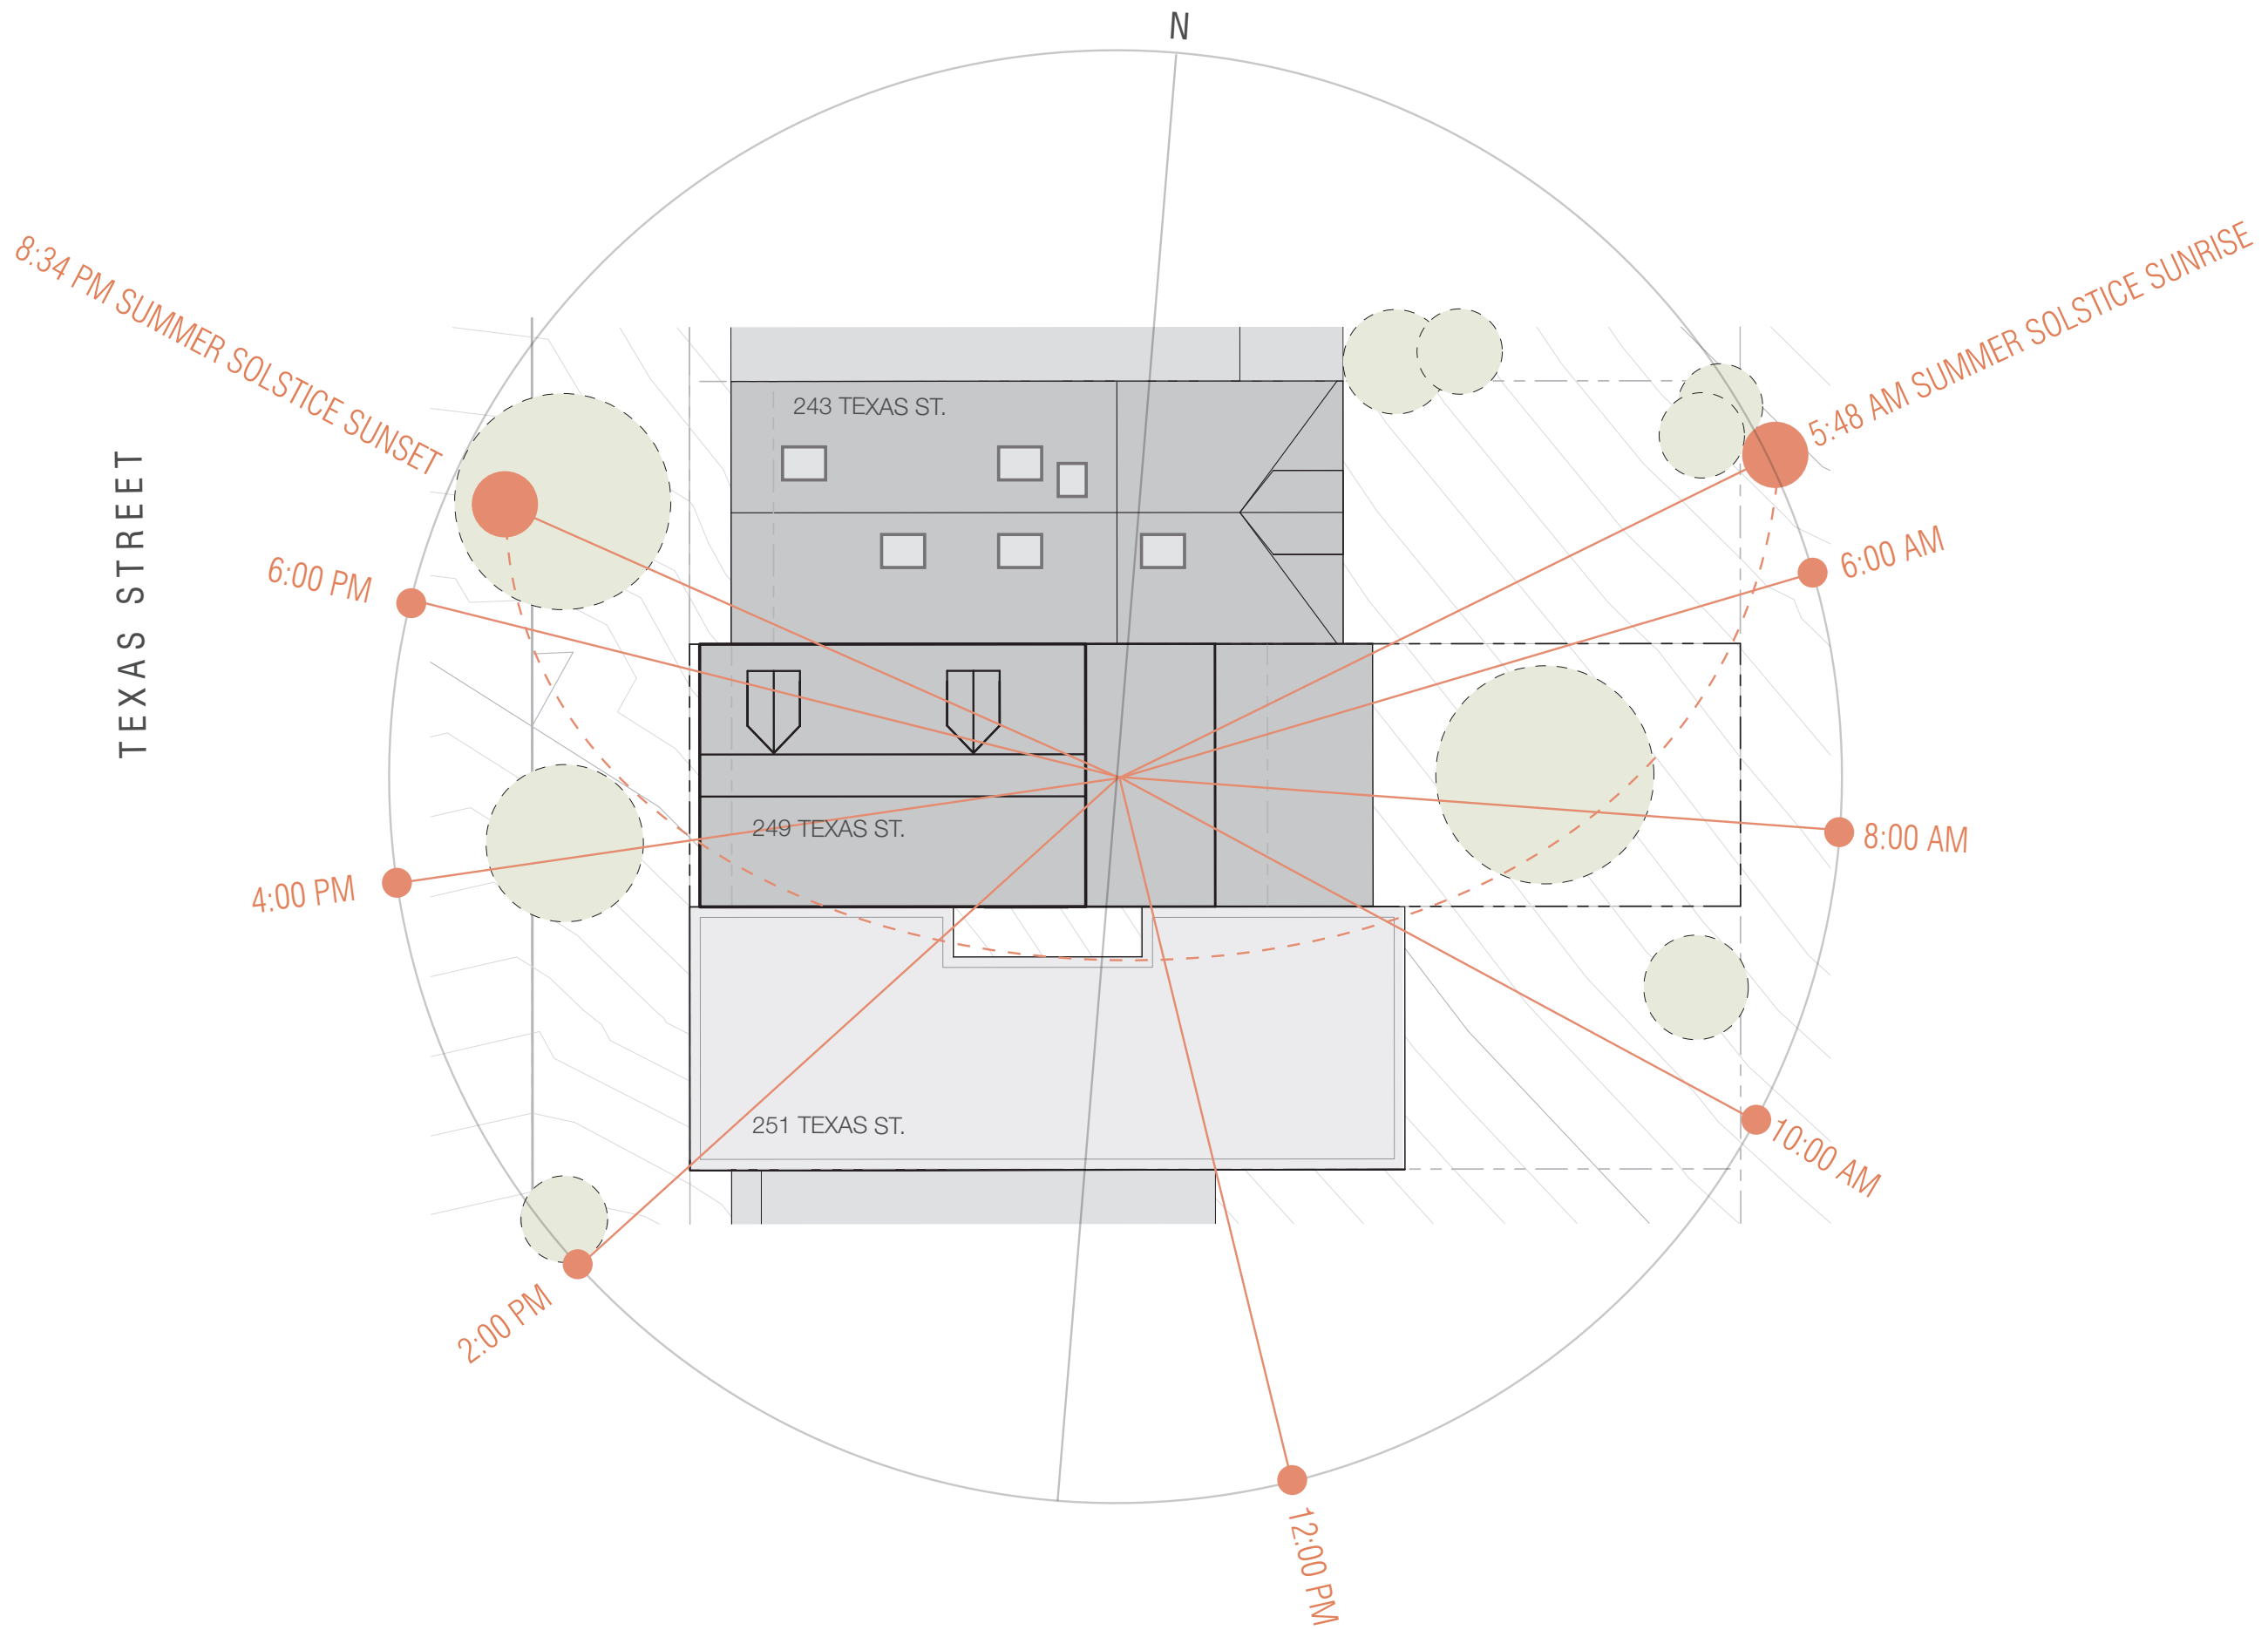 N
8:34 PM SUMMER SOLSTICE SUNSET
5:48 AM SUMMER SOLSTICE SUNRISE
243 TEXAS ST.
TEXAS STREET
6:00 PM
6:00 AM
249 TEXAS ST.
8:00 AM
4:00 PM
251 TEXAS ST.
10:00 AM
2:00 PM
12:00 PM